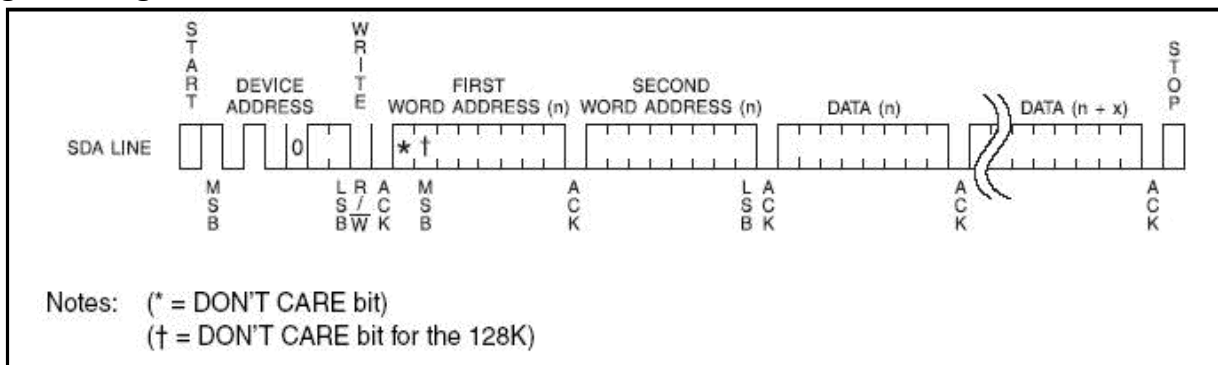 START
WRITE
STOP
DEVICE
ADDRESS
FIRST
WORD ADDRESS (n)
SECOND
WORD ADDRESS (n)
DATA (n)
DATA (n + x)
SDA LINE
0
* †
MSB
LSB
R/W
ACK
MSB
ACK
LSB
ACK
ACK
ACK
Notes: (* = DON'T CARE bit)
(† = DON'T CARE bit for the 128K)